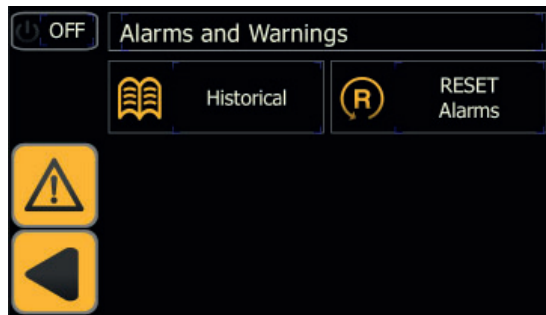 OFF
Alarms and Warnings
Historical
R
RESET
Alarms